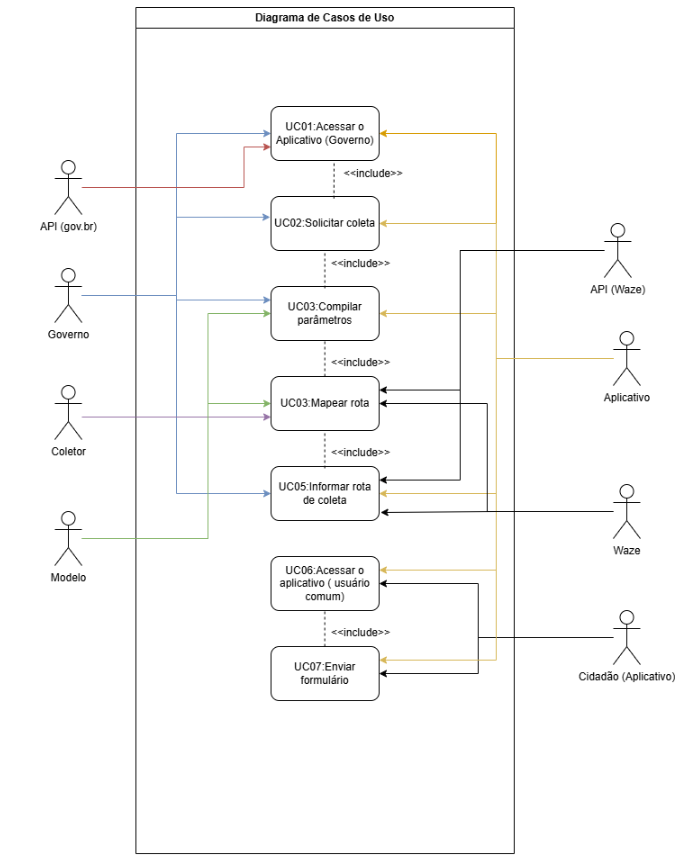 Diagrama de Casos de Uso
UC01:Acessar o
Aplicativo (Governo)
<<include>>
API (gov.br)
UC02:Solicitar coleta
API (Waze)
<<include>>
Governo
UC03:Compilar
parâmetros
<<include>>
Aplicativo
UC03:Mapear rota
Coletor
<<include>>
UC05:Informar rota
de coleta
Waze
Modelo
UC06:Acessar o
aplicativo ( usuário
comum)
<<include>>
UC07:Enviar
formulário
Cidadão (Aplicativo)